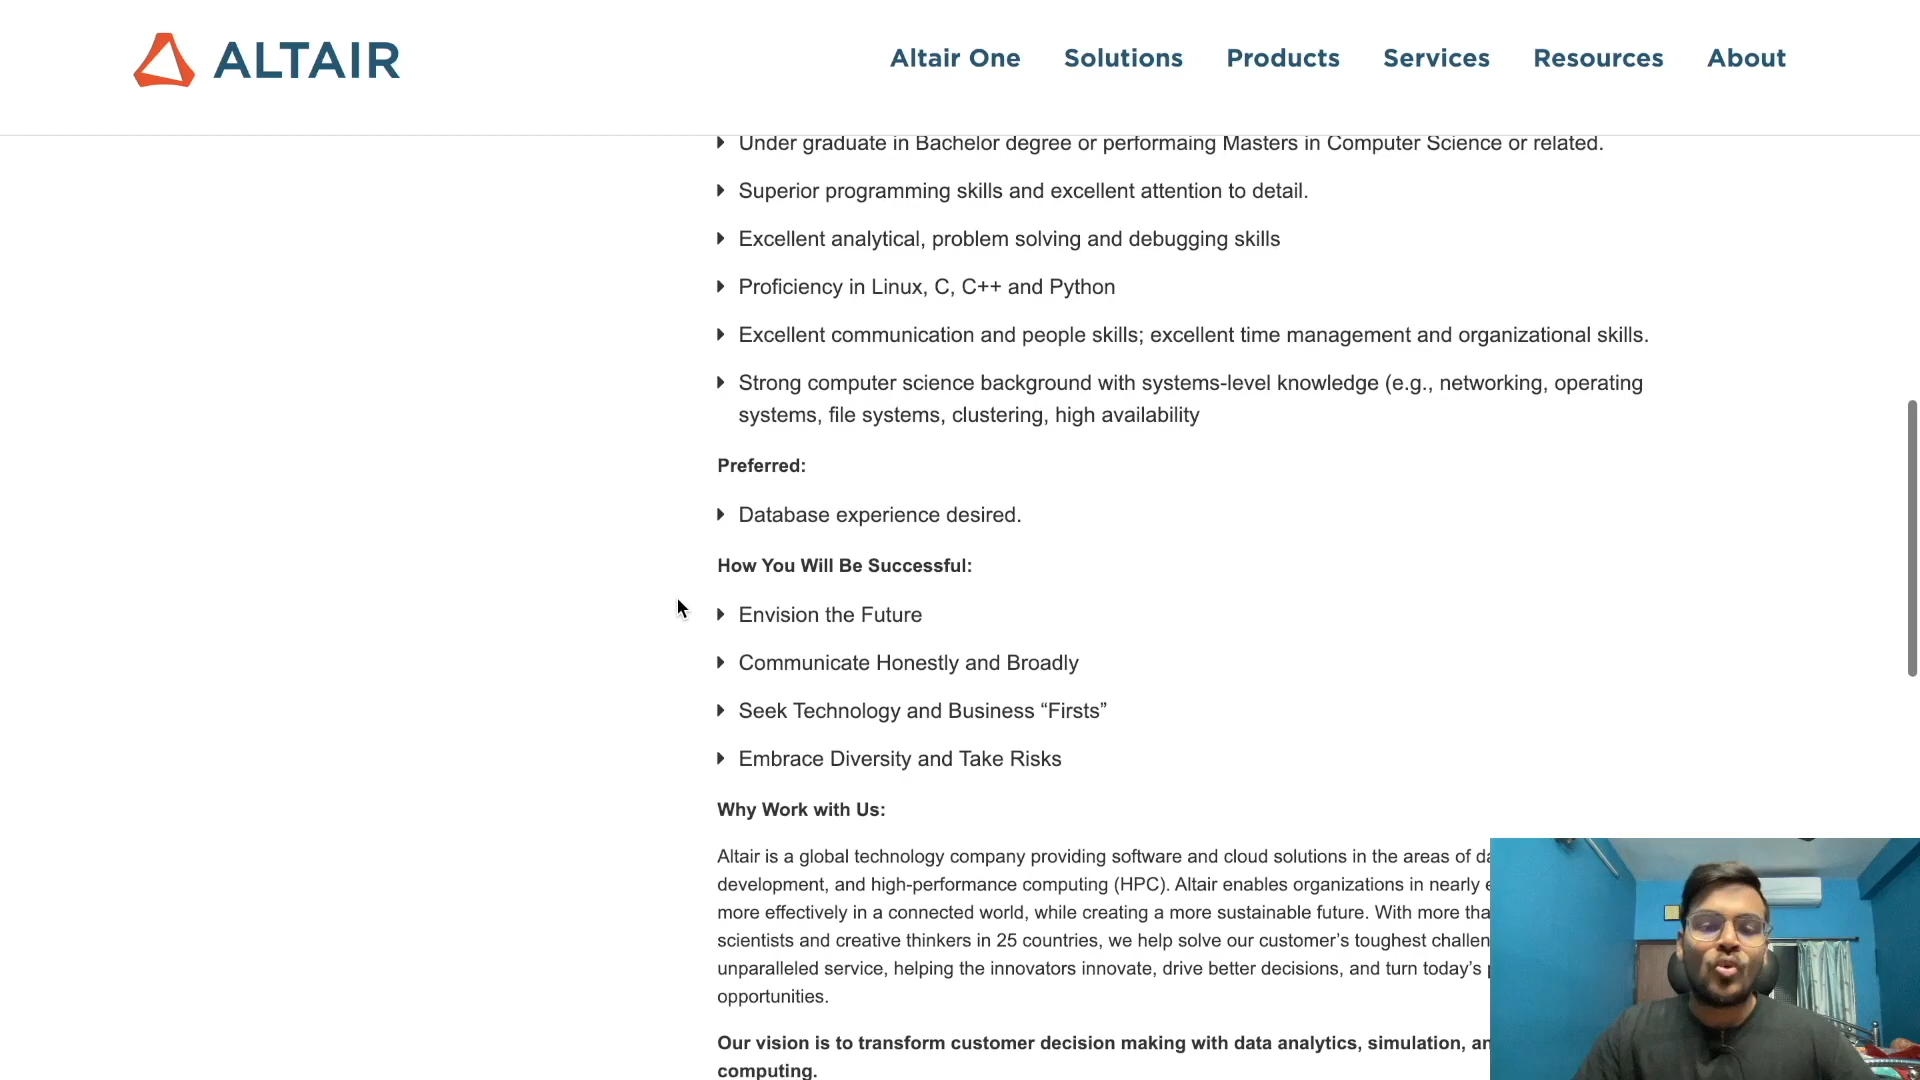 ALTAIR
Altair One Solutions Products Services Resources About
Under graduate in Bachelor degree or performaing Masters in Computer Science or related.
Superior programming skills and excellent attention to detail.
Excellent analytical, problem solving and debugging skills
Proficiency in Linux, C, C++ and Python
Excellent communication and people skills; excellent time management and organizational skills.
Strong computer science background with systems-level knowledge (e.g., networking, operating
systems, file systems, clustering, high availability
Preferred:
Database experience desired.
How You Will Be Successful:
Envision the Future
Communicate Honestly and Broadly
Seek Technology and Business “Firsts”
Embrace Diversity and Take Risks
Why Work with Us:
Altair is a global technology company providing software and cloud solutions in the areas of
development, and high-performance computing (HPC). Altair enables organizations in nearly
more effectively in a connected world, while creating a more sustainable future. With more
scientists and creative thinkers in 25 countries, we help solve our customer’s toughest
unparalleled service, helping the innovators innovate, drive better decisions, and turn today’s
opportunities.
Our vision is to transform customer decision making with data analytics, simulation,
computing.